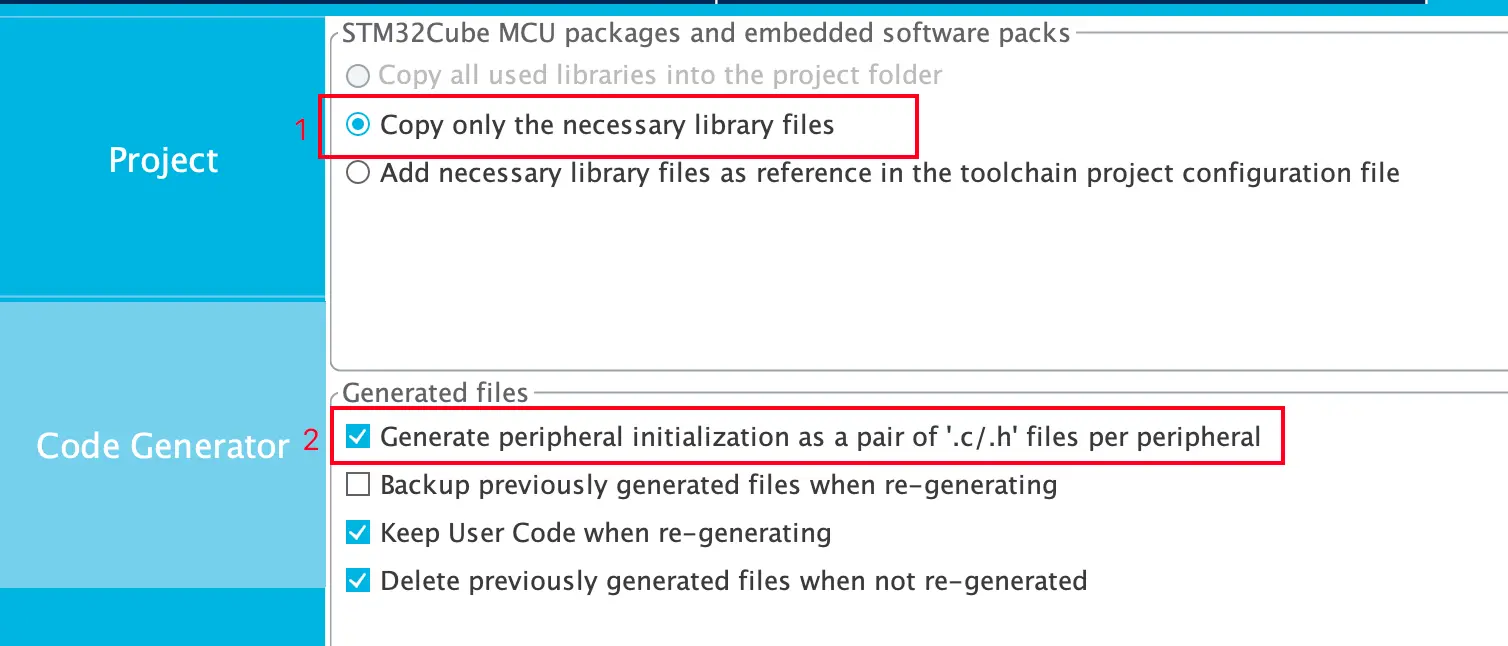 STM32Cube MCU packages and embedded software packs
Copy all used libraries into the project folder
1
Copy only the necessary library files
Project
Add necessary library files as reference in the toolchain project configuration file
Generated files
Code Generator
2
Generate peripheral initialization as a pair of '.c/.h' files per peripheral
Backup previously generated files when re-generating
Keep User Code when re-generating
Delete previously generated files when not re-generated